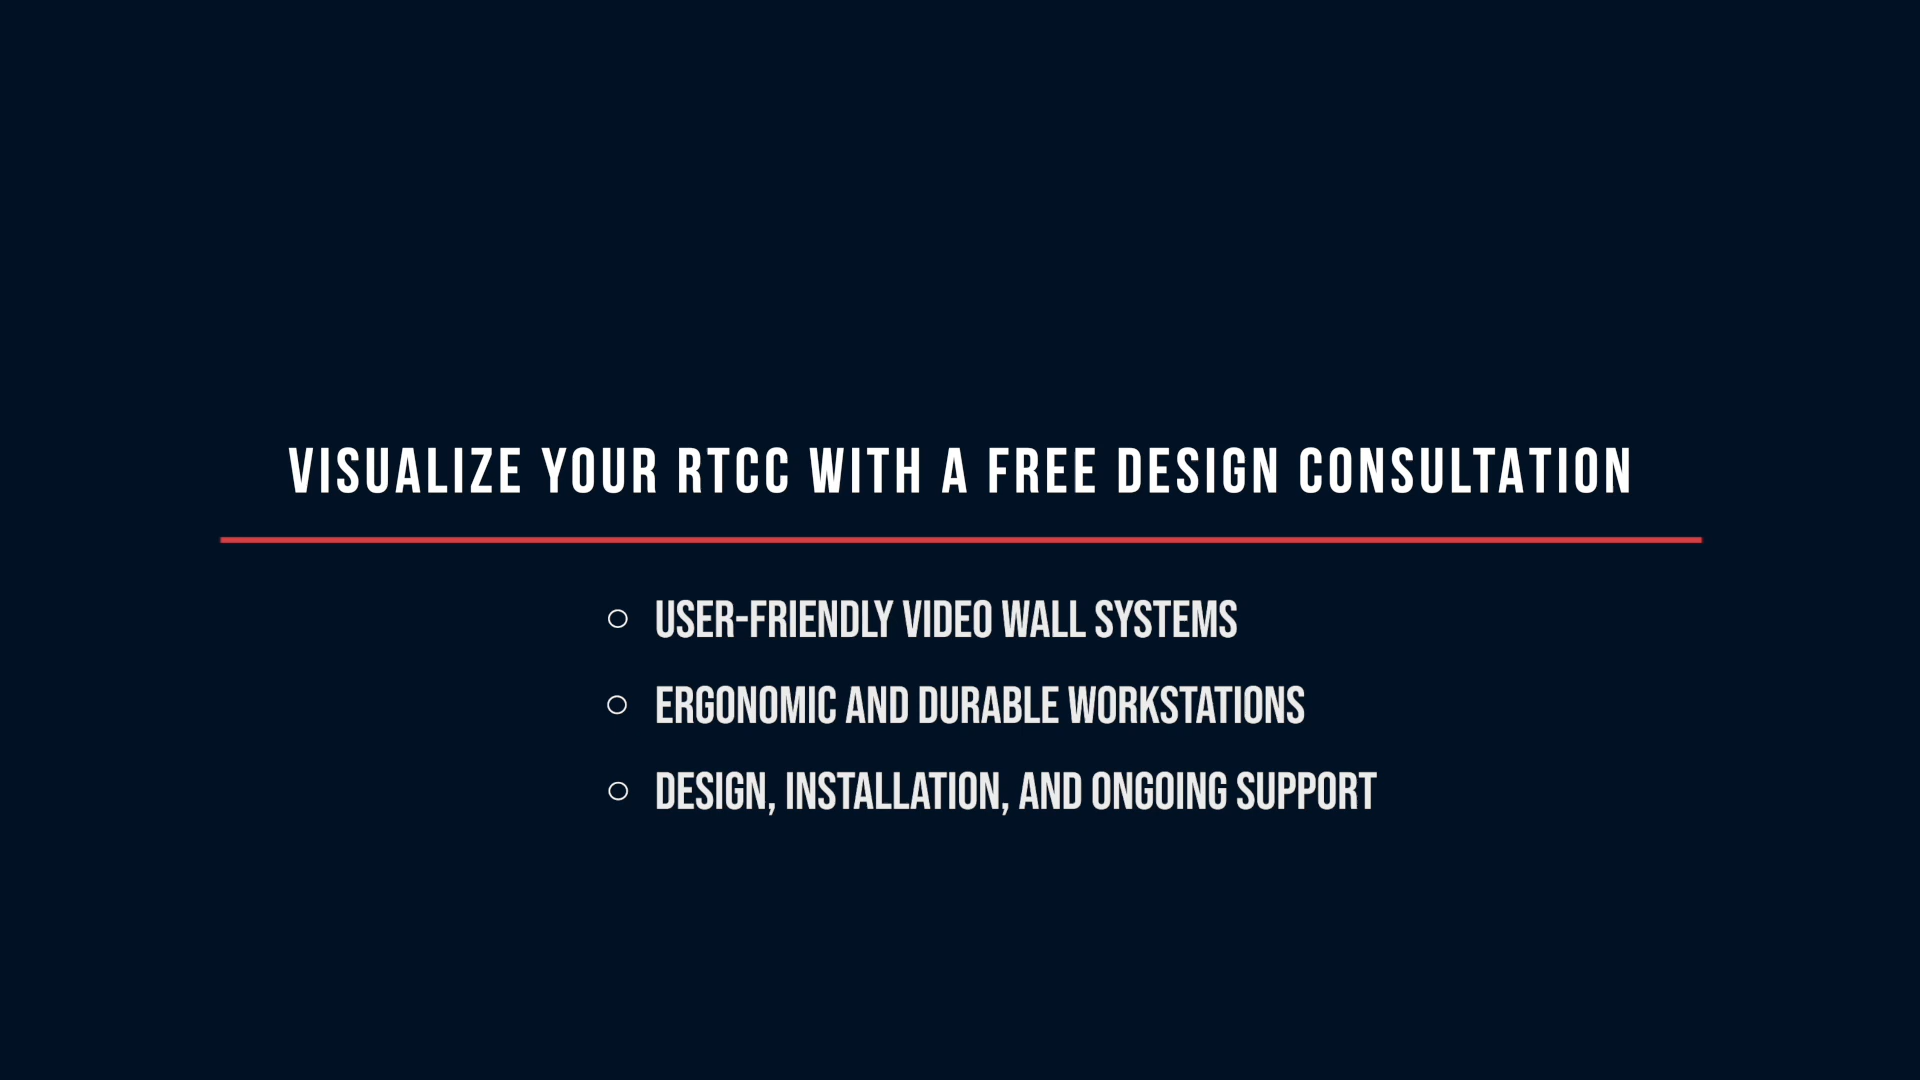 VISUALIZE YOUR RTCC WITH A FREE DESIGN CONSULTATION
USER-FRIENDLY VIDEO WALL SYSTEMS
ERGONOMIC AND DURABLE WORKSTATIONS
DESIGN, INSTALLATION, AND ONGOING SUPPORT